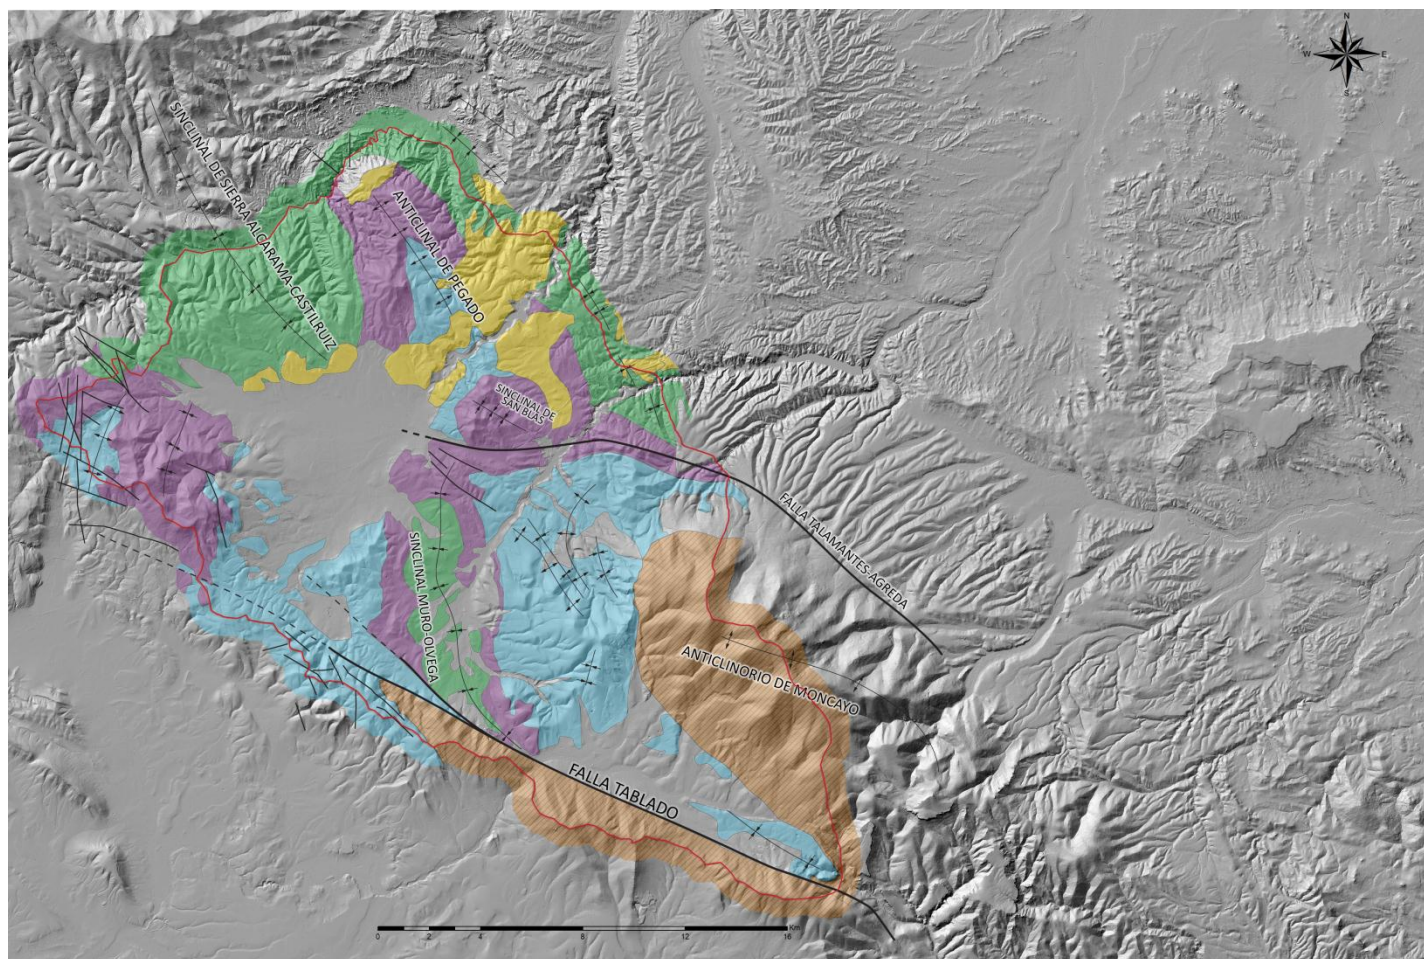 N
W
E
S
SINCLINAL DE SIERRA ALCARAMA-CASTILRUIZ
ANTICLINAL DE PEGADO
SINCLINAL DE
SAN BLAS
FALLA TALAMANTES-AGREDA
SINCLINAL MURO-OLVEGA
ANTICLINORIO DE MONCAYO
FALLA TABLADO
Km
0 2 4 8 12 16